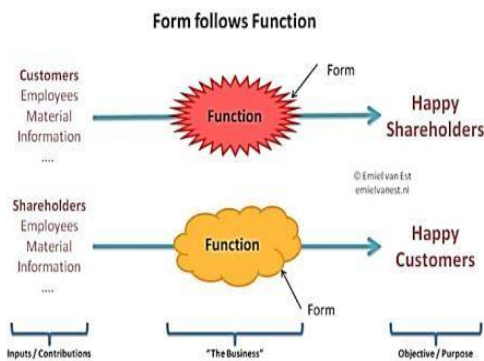 Form follows Function
Customers
Employees
Material
Information
....
Function
Form
Happy
Shareholders
© Emiel van Est
emielvanest.nl
Shareholders
Employees
Material
Information
....
Function
Form
Happy
Customers
Inputs / Contributions
"The Business"
Objective / Purpose